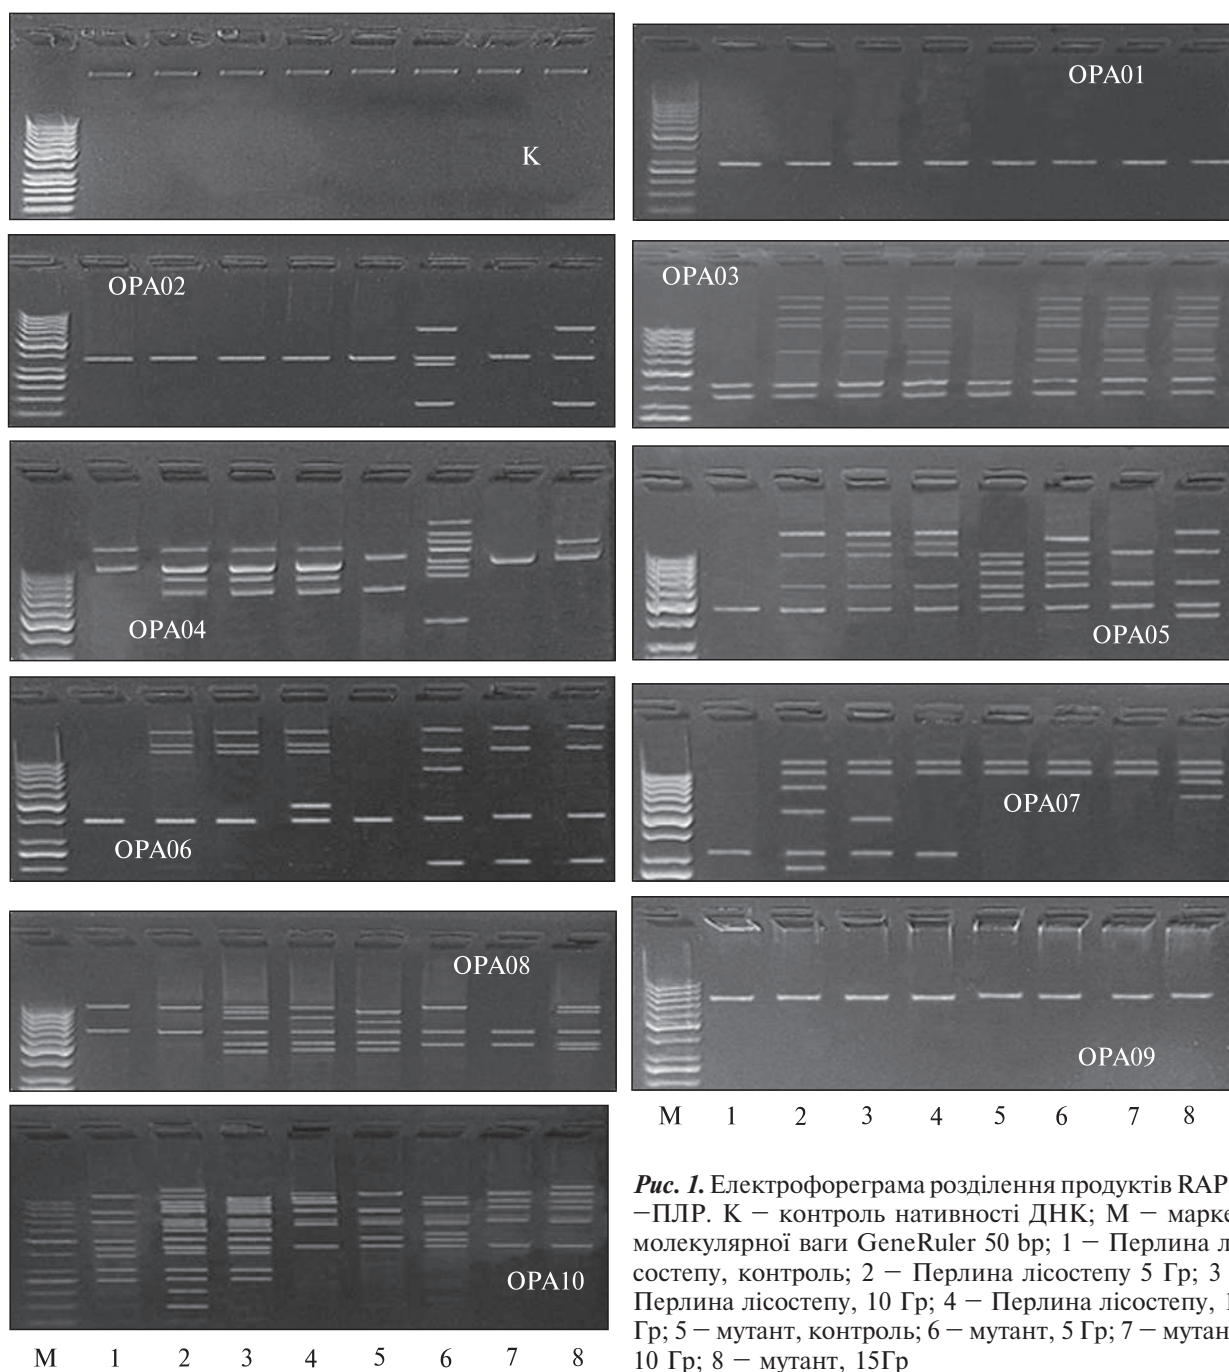 K
OPA01
OPA02
OPA03
OPA04
OPA05
OPA06
OPA07
OPA08
OPA09
OPA10
M 1 2 3 4 5 6 7 8
M 1 2 3 4 5 6 7 8
Рис. 1. Електрофореграма розділення продуктів RAP
−ПЛР. К − контроль нативності ДНК; М − марке
молекулярної ваги GeneRuler 50 bp; 1 − Перлина л
состепу, контроль; 2 − Перлина лісостепу 5 Гр; 3
Перлина лісостепу, 10 Гр; 4 − Перлина лісостепу, 1
Гр; 5 − мутант, контроль; 6 − мутант, 5 Гр; 7 − мутан
10 Гр; 8 − мутант, 15Гр